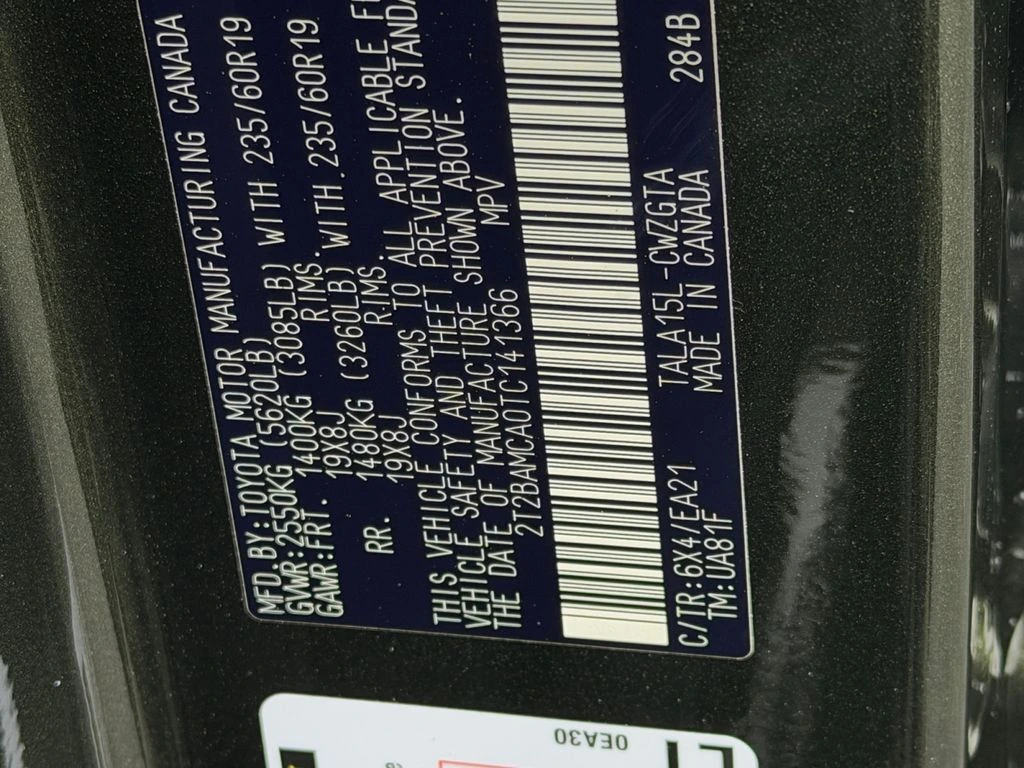 MFD.BY:TOYOTA MOTOR MANUFACTURING CANADA
GVWR:2550KG (5620LB)
GAWR:FRT. 1400KG (3085LB) WITH 235/60R19
19X8J RIMS.
RR. 1480KG (3260LB) WITH 235/60R19
19X8J RIMS.
THIS VEHICLE CONFORMS TO ALL APPLICABLE
VEHICLE SAFETY AND THEFT PREVENTION
THE DATE OF MANUFACTURE SHOWN ABOVE.
2T2BAMCA0TC141366 MPV
C/TR:6X4/EA21 TALA15L-CWZGTA 284B
TM:UA81F MADE IN CANADA
0EA30